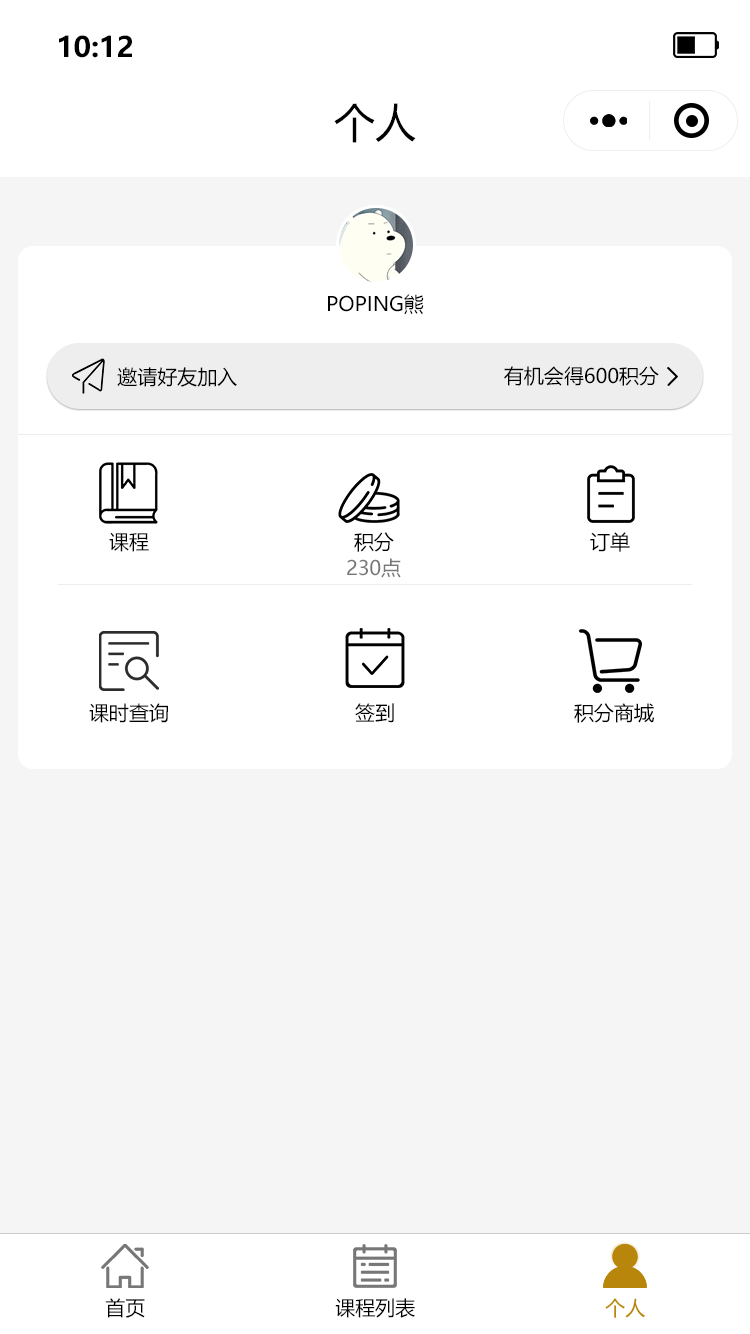 10:12
个人
POPING熊
邀请好友加入
有机会得600积分
课程
积分
订单
230点
课时查询
签到
积分商城
首页
课程列表
个人